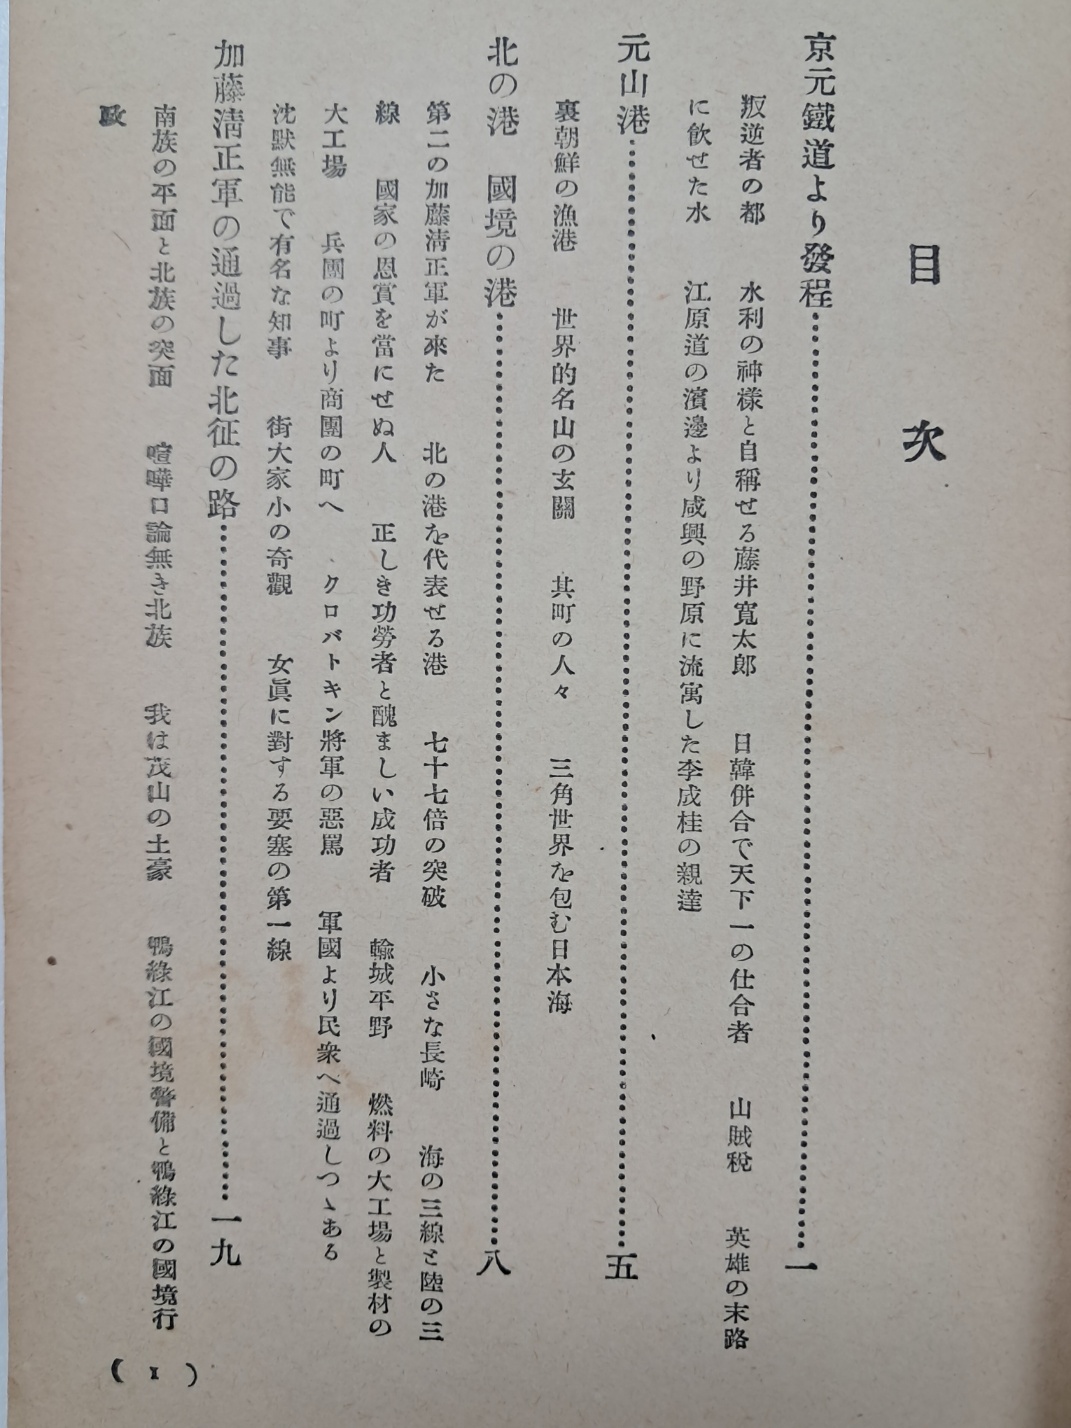 目次
京元鐵道より發程……一
叛逆者の都　水利の神樣と自稱せる藤井寬太郎　日韓併合で天下一の仕合者　山賊稅　英雄の末路
に飮せた水　江原道の濱邊より咸興の野原に流寓した李成桂の親達
元山港……五
裏朝鮮の漁港　世界的名山の玄關　其町の人々　三角世界を包む日本海
北の港　國境の港……八
第二の加藤淸正軍が來た　北の港を代表せる港　七十七倍の突破　小さな長崎　海の三線と陸の三
線　國家の恩賞を當にせぬ人　正しき功勞者と醜ましい成功者　輸城平野　燃料の大工場と製材の
大工場　兵團の町より商團の町へ　クロバトキン將軍の惡罵　軍國より民衆へ通過しつゝある
沈默無能で有名な知事　街大家小の奇觀　女眞に對する要塞の第一線
加藤淸正軍の通過した北征の路……一九
南族の平面と北族の突面　喧嘩口論無き北族　我は茂山の土豪　鴨綠江の國境警備と鴨綠江の國境行
政
( 1 )